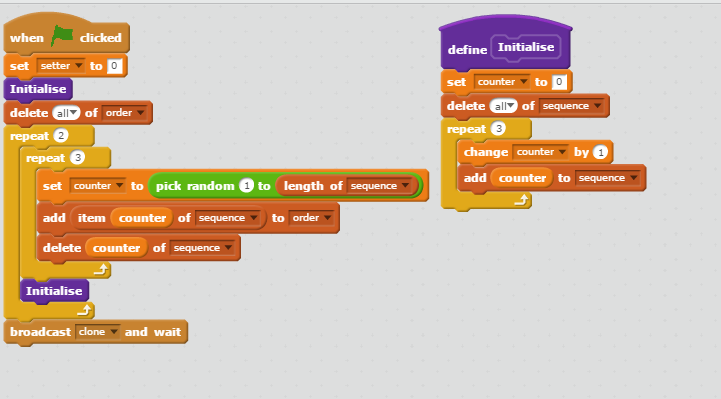 when clicked
set setter to 0
Initialise
delete all of order
repeat 2
repeat 3
set counter to pick random 1 to length of sequence
add item counter of sequence to order
delete counter of sequence
Initialise
broadcast clone and wait
define Initialise
set counter to 0
delete all of sequence
repeat 3
change counter by 1
add counter to sequence